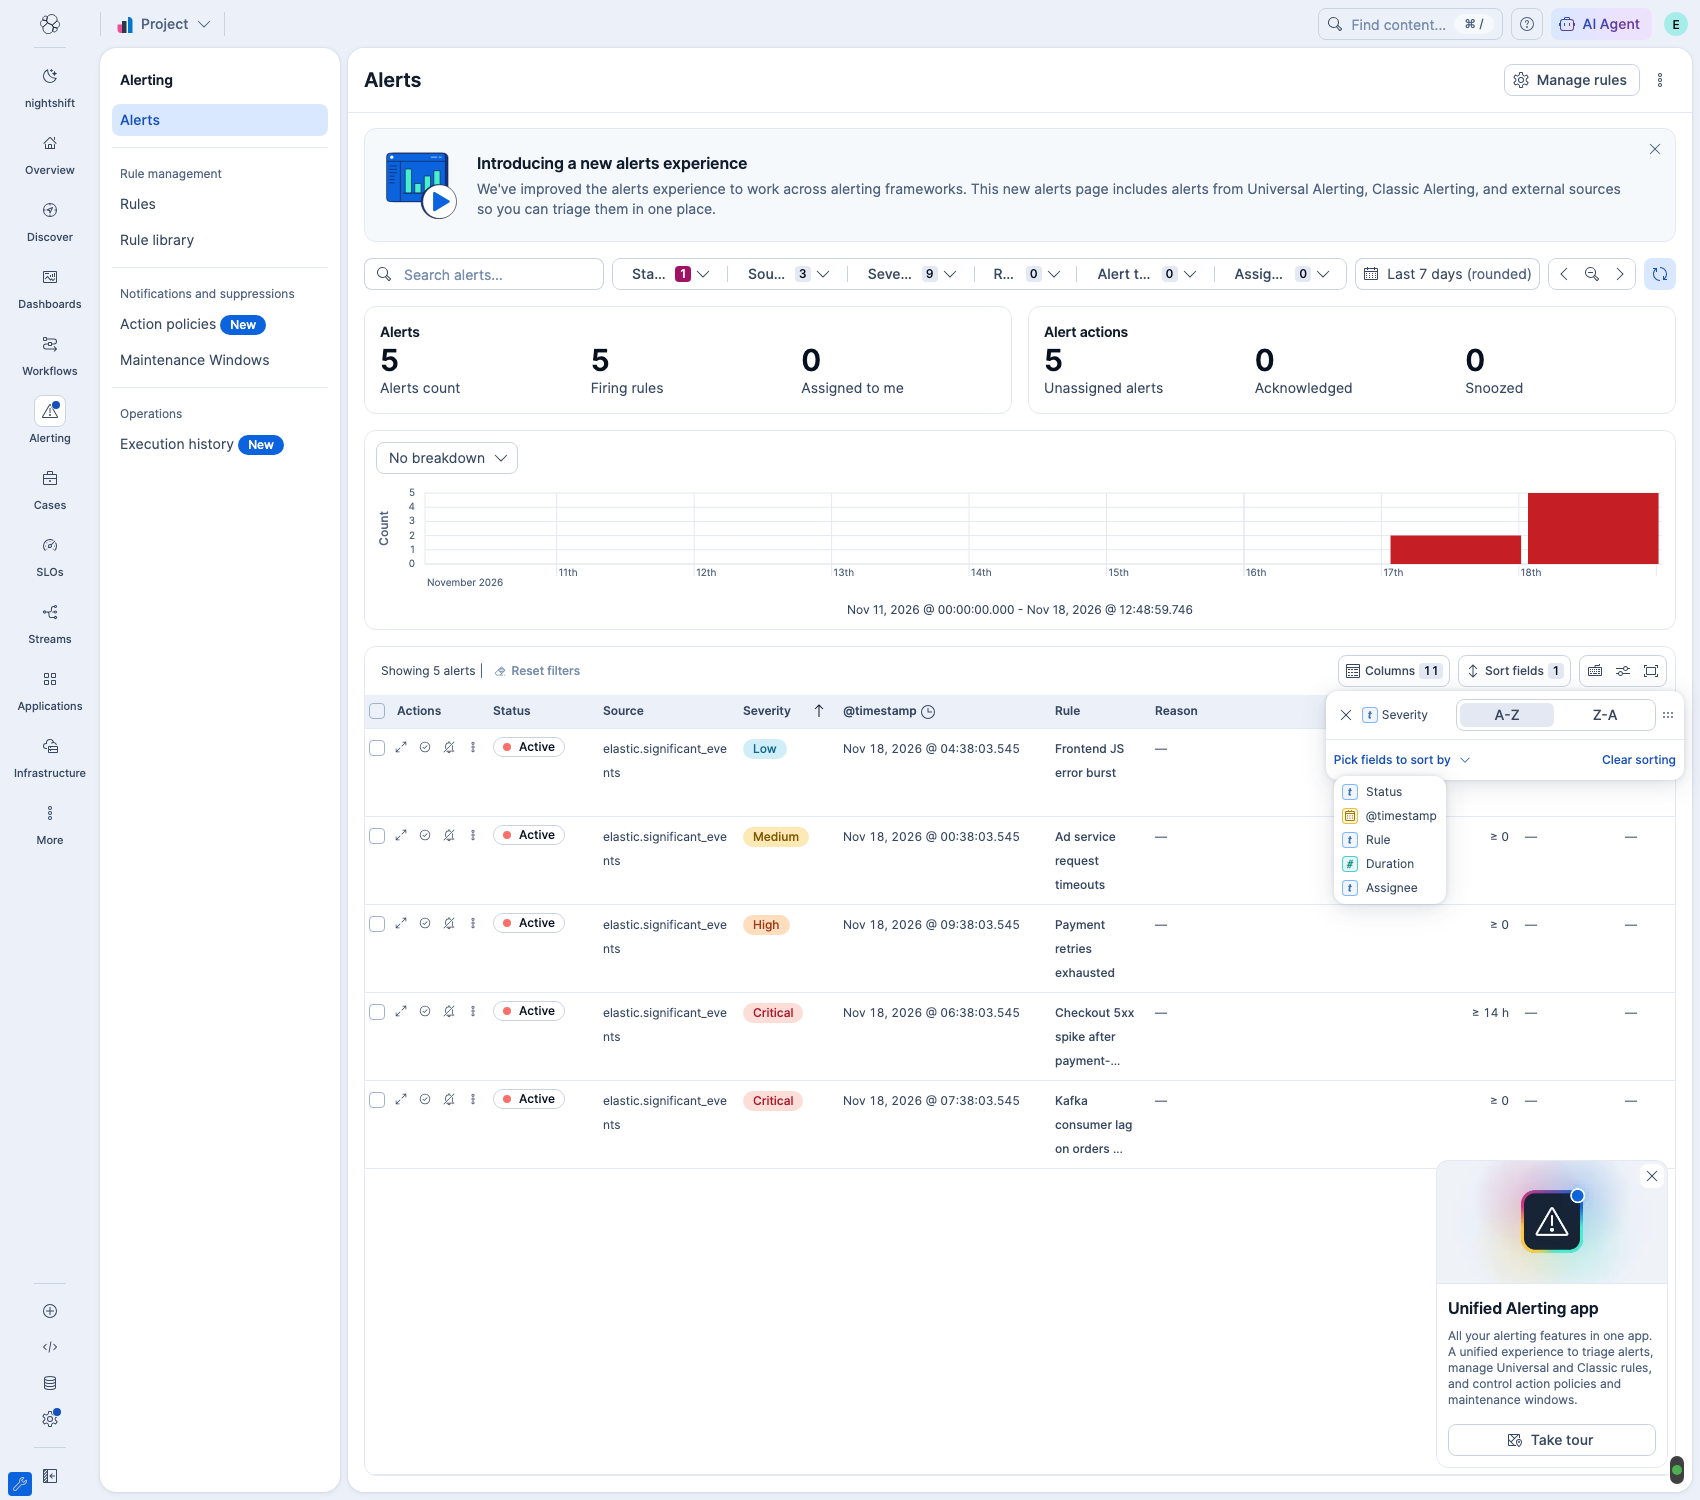 Project
Find content...
⌘ /
AI Agent
E
nightshift
Overview
Discover
Dashboards
Workflows
Alerting
Cases
SLOs
Streams
Applications
Infrastructure
More
Alerting
Alerts
Rule management
Rules
Rule library
Notifications and suppressions
Action policies New
Maintenance Windows
Operations
Execution history New
Alerts
Manage rules
Introducing a new alerts experience
We've improved the alerts experience to work across alerting frameworks. This new alerts page includes alerts from Universal Alerting, Classic Alerting, and external sources
so you can triage them in one place.
Search alerts...
Sta... 1
Sou... 3
Seve... 9
R... 0
Alert t... 0
Assig... 0
Last 7 days (rounded)
Alerts
5 5 0
Alerts count Firing rules Assigned to me
Alert actions
5 0 0
Unassigned alerts Acknowledged Snoozed
No breakdown
Count
5
4
3
2
1
0
11th 12th 13th 14th 15th 16th 17th 18th
November 2026
Nov 11, 2026 @ 00:00:00.000 - Nov 18, 2026 @ 12:48:59.746
Showing 5 alerts
Reset filters
Columns 11
Sort fields 1
Actions Status Source Severity @timestamp Rule Reason
t Severity A-Z Z-A
Pick fields to sort by Clear sorting
t Status
@timestamp
t Rule
# Duration
t Assignee
Active elastic.significant_eve Low Nov 18, 2026 @ 04:38:03.545 Frontend JS —
nts error burst
Active elastic.significant_eve Medium Nov 18, 2026 @ 00:38:03.545 Ad service — ≥ 0 — —
nts request
timeouts
Active elastic.significant_eve High Nov 18, 2026 @ 09:38:03.545 Payment — ≥ 0 — —
nts retries
exhausted
Active elastic.significant_eve Critical Nov 18, 2026 @ 06:38:03.545 Checkout 5xx — ≥ 14 h — —
nts spike after
payment-...
Active elastic.significant_eve Critical Nov 18, 2026 @ 07:38:03.545 Kafka — ≥ 0 — —
nts consumer lag
on orders ...
Unified Alerting app
All your alerting features in one app.
A unified experience to triage alerts,
manage Universal and Classic rules,
and control action policies and
maintenance windows.
Take tour